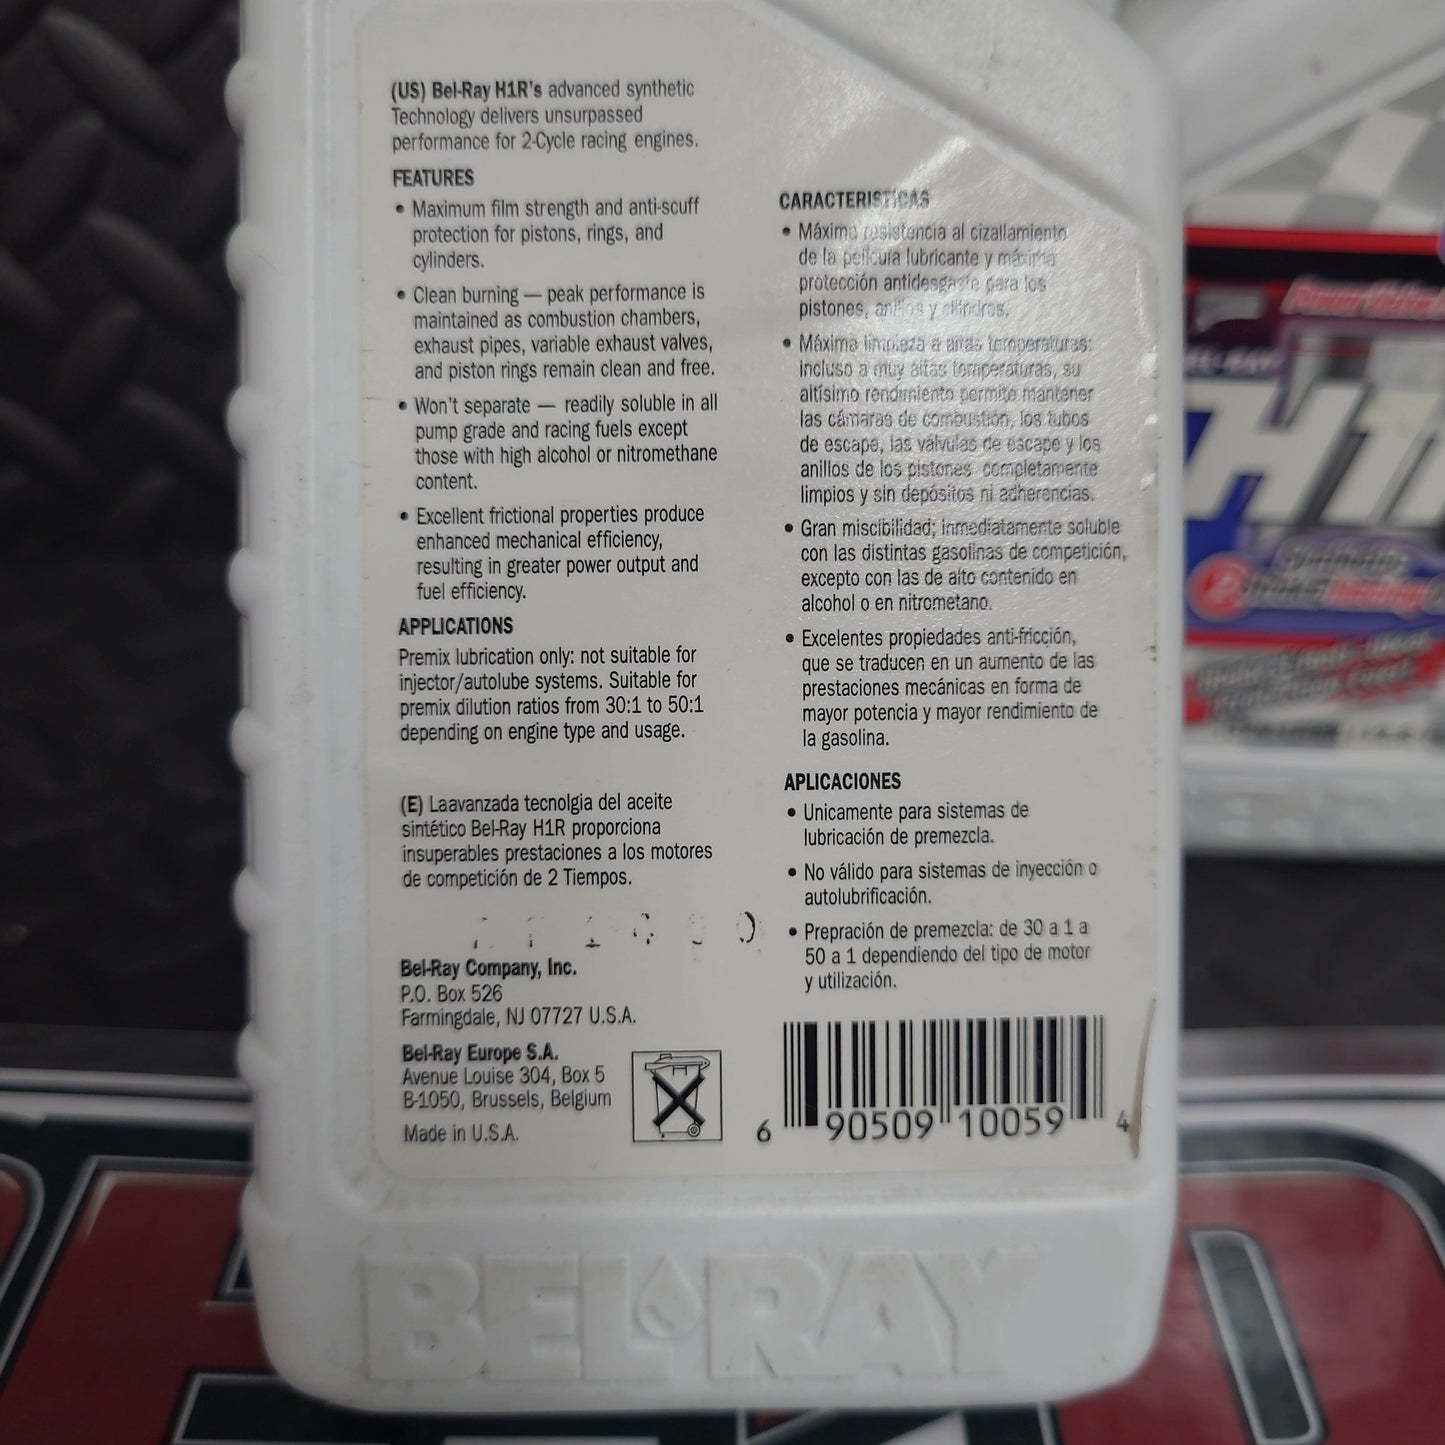 (US) Bel-Ray H1R's advanced synthetic
Technology delivers unsurpassed
performance for 2-Cycle racing engines.
FEATURES
• Maximum film strength and anti-scuff
protection for pistons, rings, and
cylinders.
• Clean burning — peak performance is
maintained as combustion chambers,
exhaust pipes, variable exhaust valves,
and piston rings remain clean and free.
• Won't separate — readily soluble in all
pump grade and racing fuels except
those with high alcohol or nitromethane
content.
• Excellent frictional properties produce
enhanced mechanical efficiency,
resulting in greater power output and
fuel efficiency.
APPLICATIONS
Premix lubrication only: not suitable for
injector/autolube systems. Suitable for
premix dilution ratios from 30:1 to 50:1
depending on engine type and usage.
(E) Laavanzada tecnolgia del aceite
sintético Bel-Ray H1R proporciona
insuperables prestaciones a los motores
de competición de 2 Tiempos.
Bel-Ray Company, Inc.
P.O. Box 526
Farmingdale, NJ 07727 U.S.A.
Bel-Ray Europe S.A.
Avenue Louise 304, Box 5
B-1050, Brussels, Belgium
Made in U.S.A.
CARACTERISTICAS
• Máxima resistencia al cizallamiento
de la película lubricante y máxima
protección antidesgaste para los
pistones, anillos y cilindros.
• Máxima limpieza a altas temperaturas:
incluso a muy altas temperaturas, su
altísimo rendimiento permite mantener
las cámaras de combustión, los tubos
de escape, las válvulas de escape y los
anillos de los pistones completamente
limpios y sin depósitos ni adherencias.
• Gran miscibilidad; inmediatamente soluble
con las distintas gasolinas de competición,
excepto con las de alto contenido en
alcohol o en nitrometano.
• Excelentes propiedades anti-fricción,
que se traducen en un aumento de las
prestaciones mecánicas en forma de
mayor potencia y mayor rendimiento de
la gasolina.
APLICACIONES
• Unicamente para sistemas de
lubricación de premezcla.
• No válido para sistemas de inyección o
autolubrificación.
• Prepración de premezcla: de 30 a 1 a
50 a 1 dependiendo del tipo de motor
y utilización.
6 90509 10059 4
BEL RAY
BEL-RAY
Synthetic